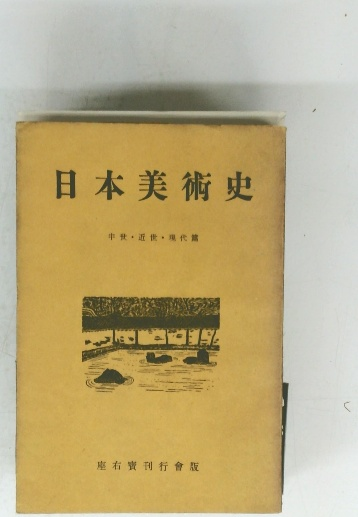 日本美術史
中世・近世・現代篇
座右寶刊行會版